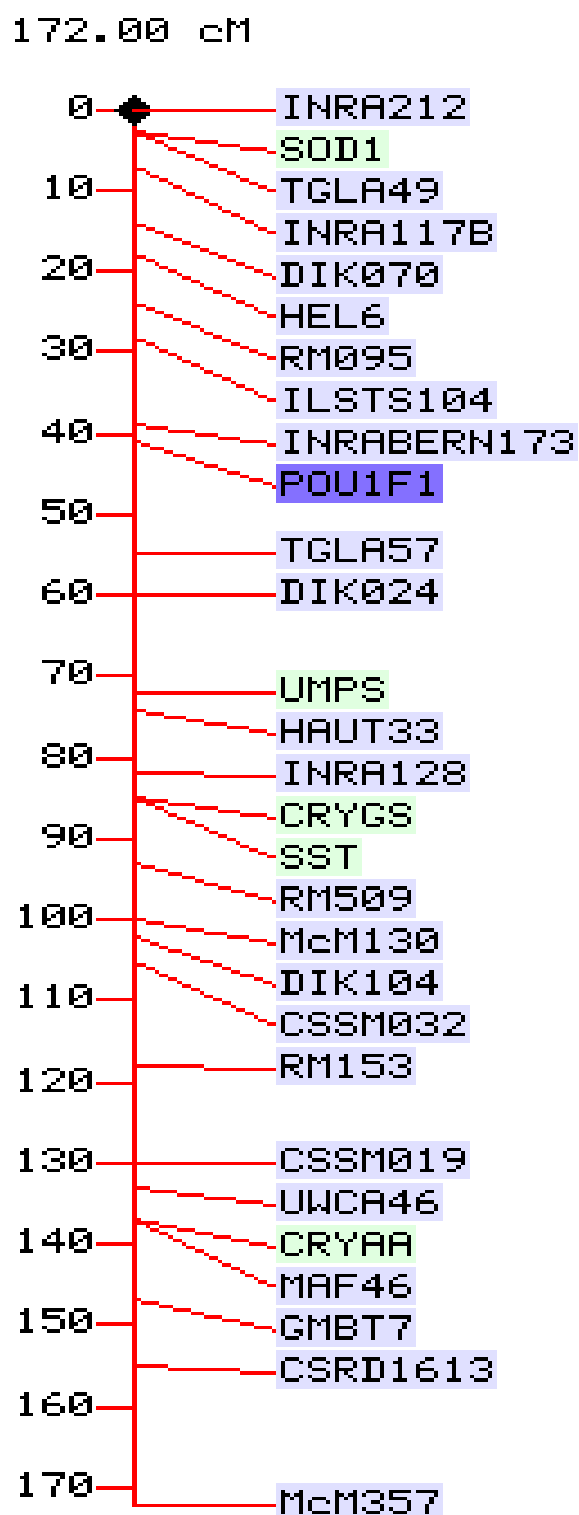 172.00 cM
0 INRA212
SOD1
10 TGLA49
INRA117B
20 DIK070
HEL6
30 RM095
ILSTS104
40 INRABERN173
POU1F1
50
TGLA57
60 DIK024
70
UMPS
HAUT33
80 INRA128
CRYGS
90 SST
RM509
100 McM130
DIK104
110 CSSM032
RM153
120
130 CSSM019
UWCA46
140 CRYAA
MAF46
150 GMBT7
CSRD1613
160
170 McM357